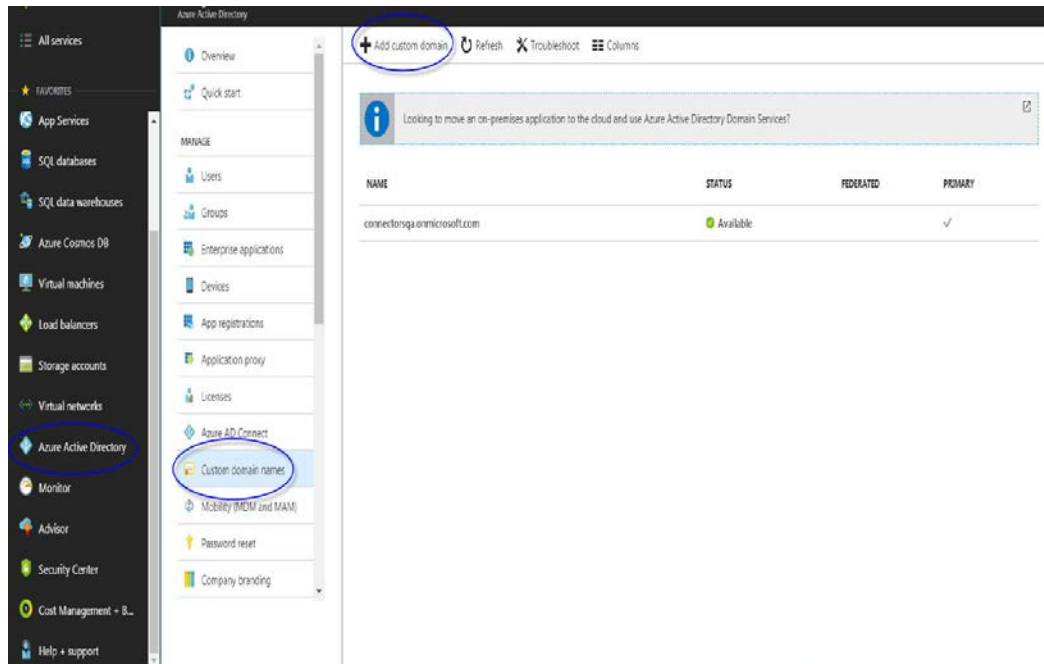 Azure Active Directory
All services
FAVORITES
App Services
SQL databases
SQL data warehouses
Azure Cosmos DB
Virtual machines
Load balancers
Storage accounts
Virtual networks
Azure Active Directory
Monitor
Advisor
Security Center
Cost Management + B...
Help + support
Overview
Quick start
MANAGE
Users
Groups
Enterprise applications
Devices
App registrations
Application proxy
Licenses
Azure AD Connect
Custom domain names
Mobility (MDM and MAM)
Password reset
Company branding
Add custom domain Refresh Troubleshoot Columns
Looking to move an on-premises application to the cloud and use Azure Active Directory Domain Services?
NAME STATUS FEDERATED PRIMARY
connectorsqa.onmicrosoft.com Available